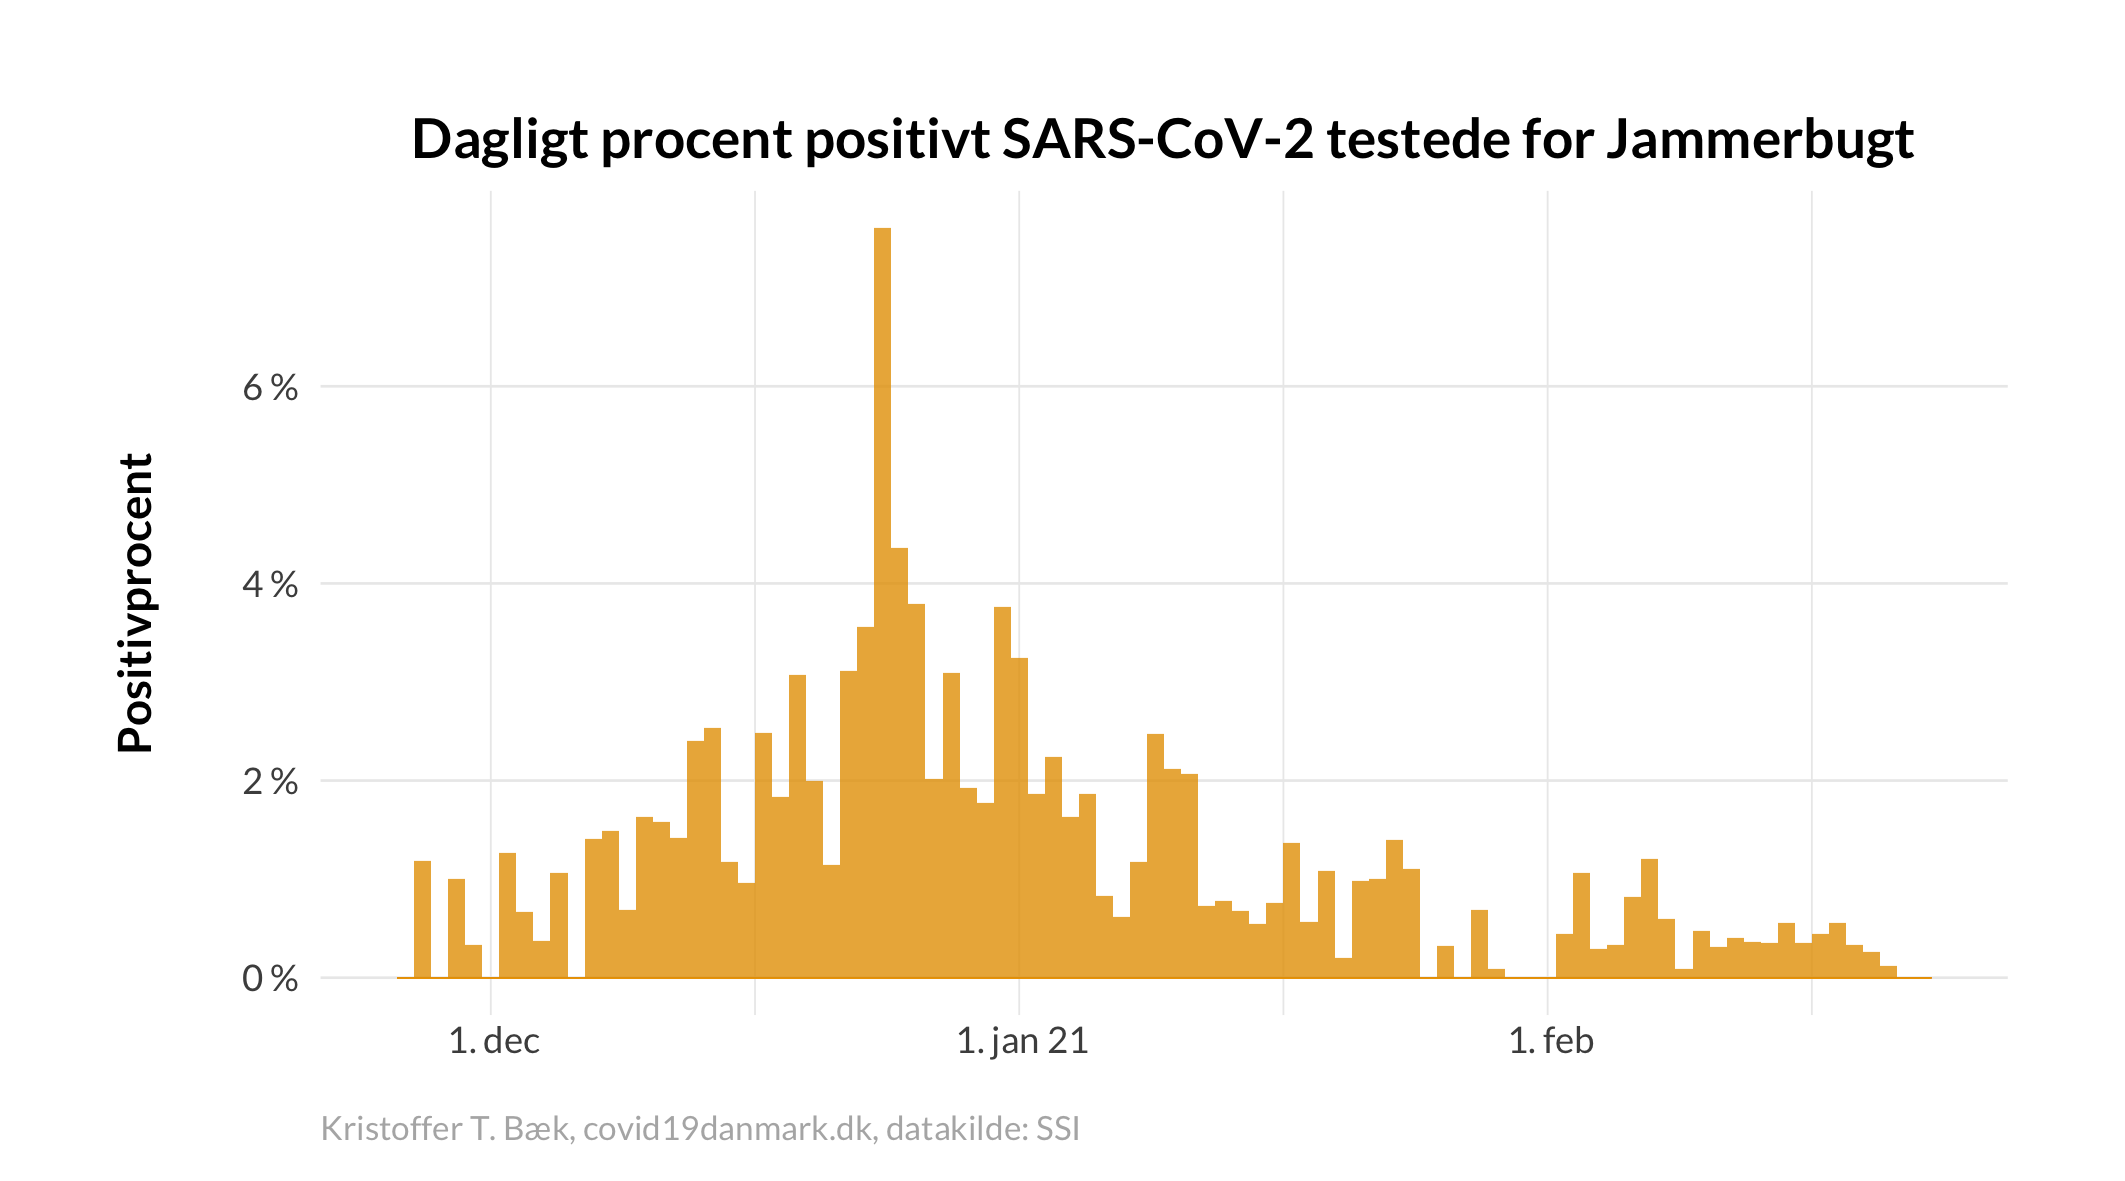 Dagligt procent positivt SARS-CoV-2 testede for Jammerbugt
Positivprocent
6 %
4 %
2 %
0 %
1. dec
1. jan 21
1. feb
Kristoffer T. Bæk, covid19danmark.dk, datakilde: SSI